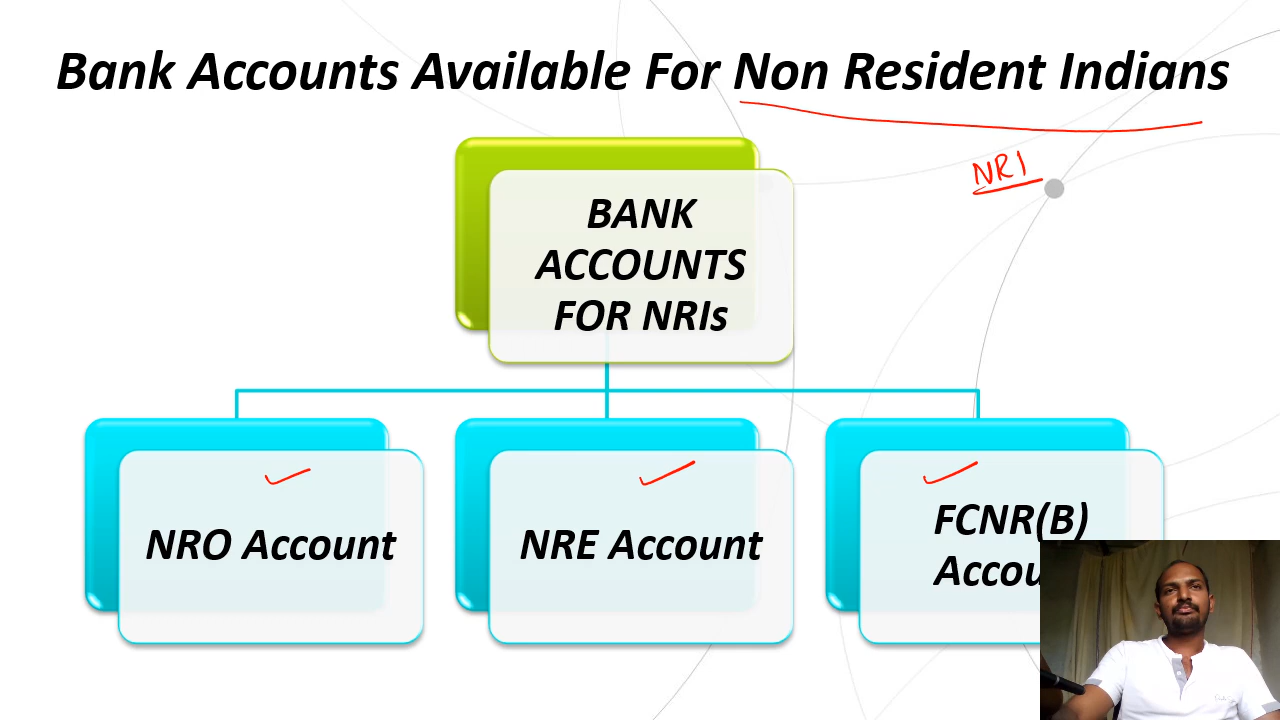 Bank Accounts Available For Non Resident Indians
NRI
BANK
ACCOUNTS
FOR NRIs
NRO Account
NRE Account
FCNR(B)